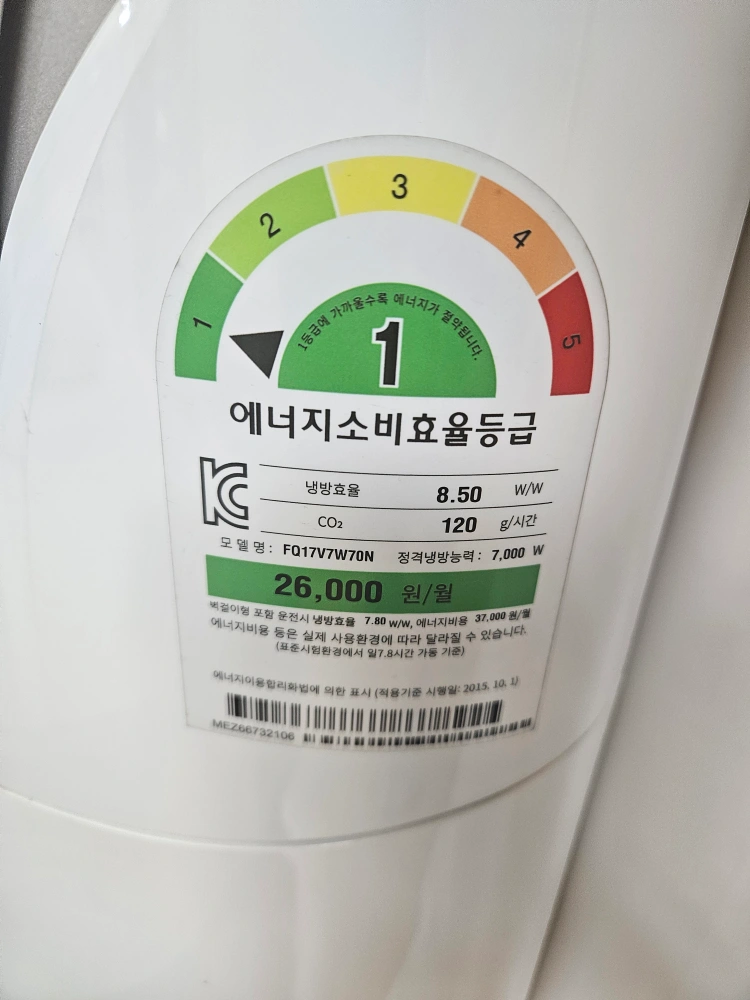 1 2 3 4 5
1등급에 가까울수록 에너지가 절약됩니다.
1
에너지소비효율등급
냉방효율 8.50 W/W
CO₂ 120 g/시간
모 델 명 : FQ17V7W70N 정격냉방능력 : 7,000 W
26,000 원/월
벽걸이형 포함 운전시 냉방효율 7.80 W/W, 에너지비용 37,000 원/월
에너지비용 등은 실제 사용환경에 따라 달라질 수 있습니다.
(표준시험환경에서 일7.8시간 가동 기준)
에너지이용합리화법에 의한 표시 (적용기준 시행일: 2015. 10. 1)
MEZ66732106